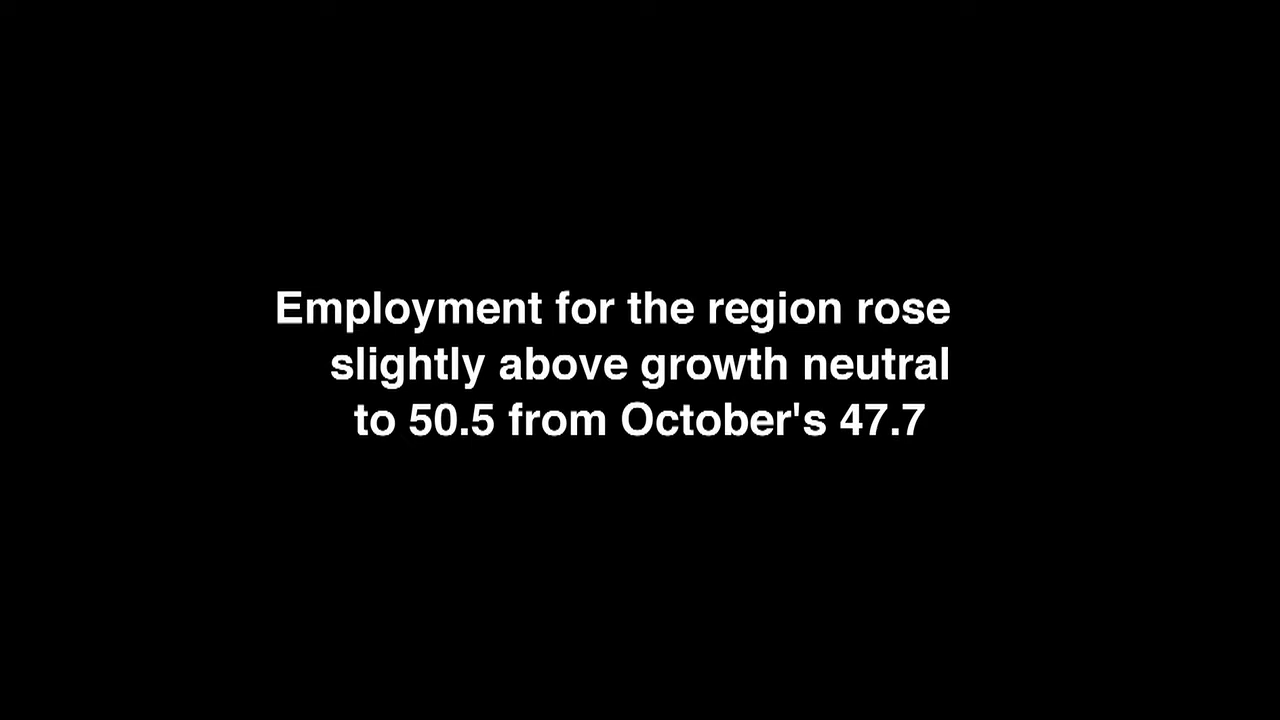 Employment for the region rose
slightly above growth neutral
to 50.5 from October's 47.7